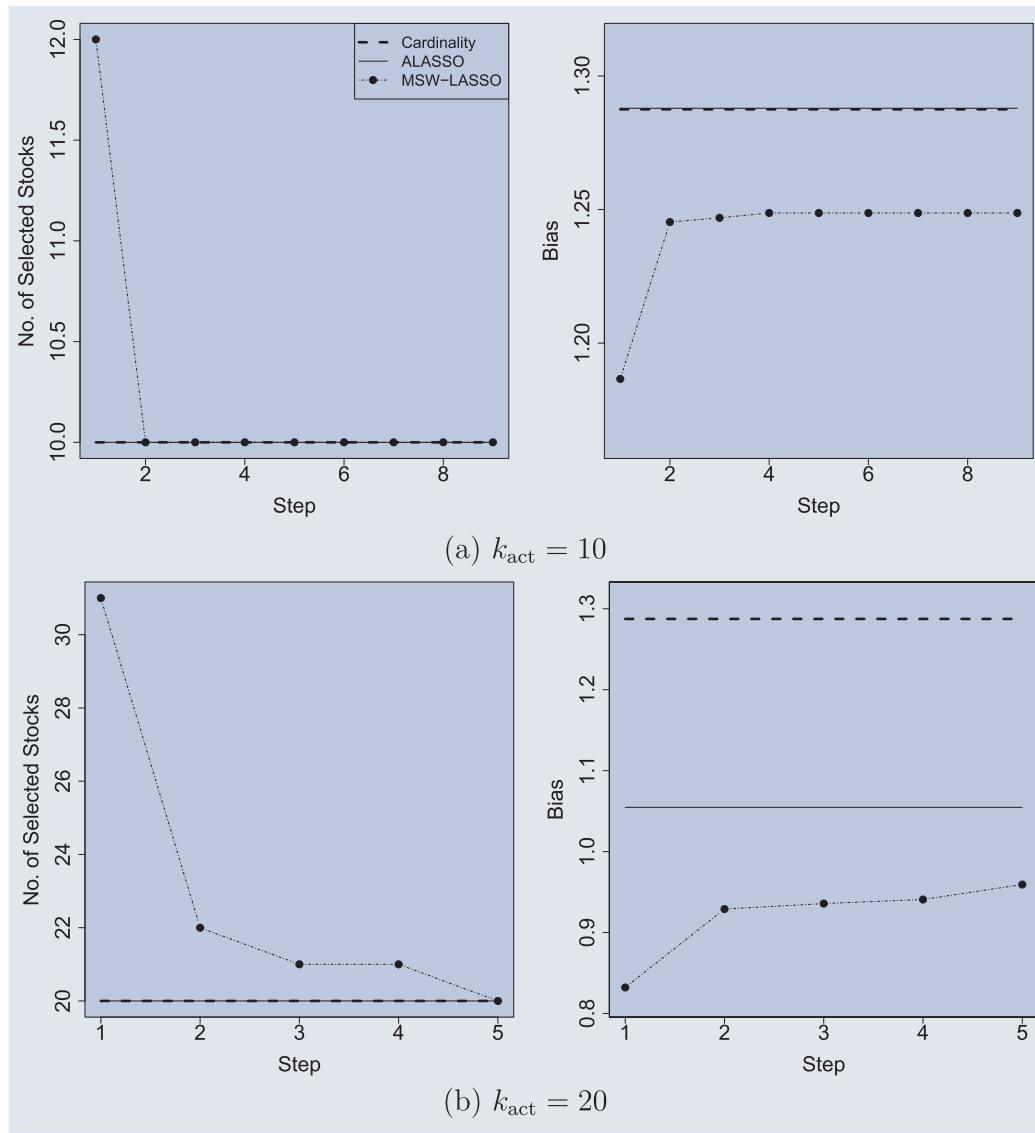 No. of Selected Stocks
10.0 10.5 11.0 11.5 12.0
Cardinality
ALASSO
MSW-LASSO
2 4 6 8
Step
Bias
1.20 1.25 1.30
2 4 6 8
Step
(a) k_act = 10
No. of Selected Stocks
20 22 24 26 28 30
1 2 3 4 5
Step
Bias
0.8 0.9 1.0 1.1 1.2 1.3
1 2 3 4 5
Step
(b) k_act = 20